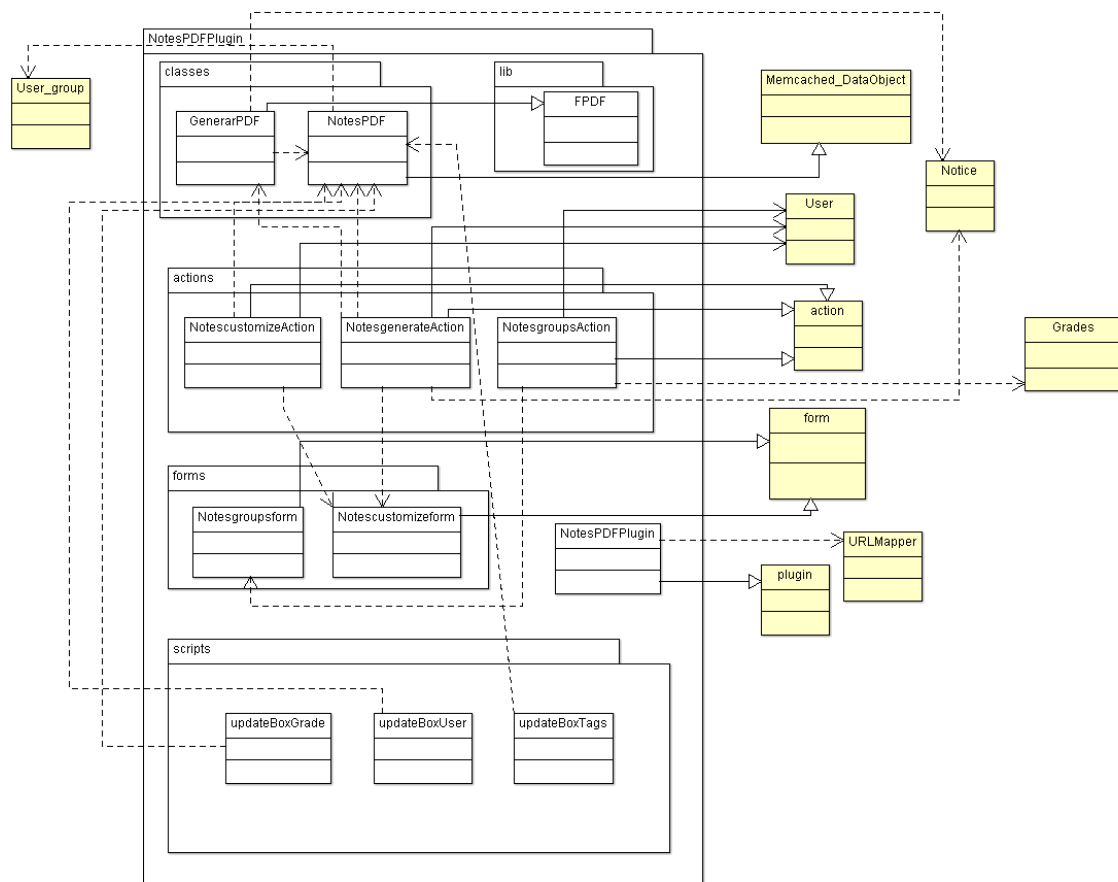 NotesPDFPlugin
classes
lib
User_group
Memcached_DataObject
FPDF
GenerarPDF
NotesPDF
Notice
User
actions
action
NotescustomizeAction
NotesgenerateAction
NotesgroupsAction
Grades
form
forms
Notesgroupsform
Notescustomizeform
NotesPDFPlugin
URLMapper
plugin
scripts
updateBoxGrade
updateBoxUser
updateBoxTags